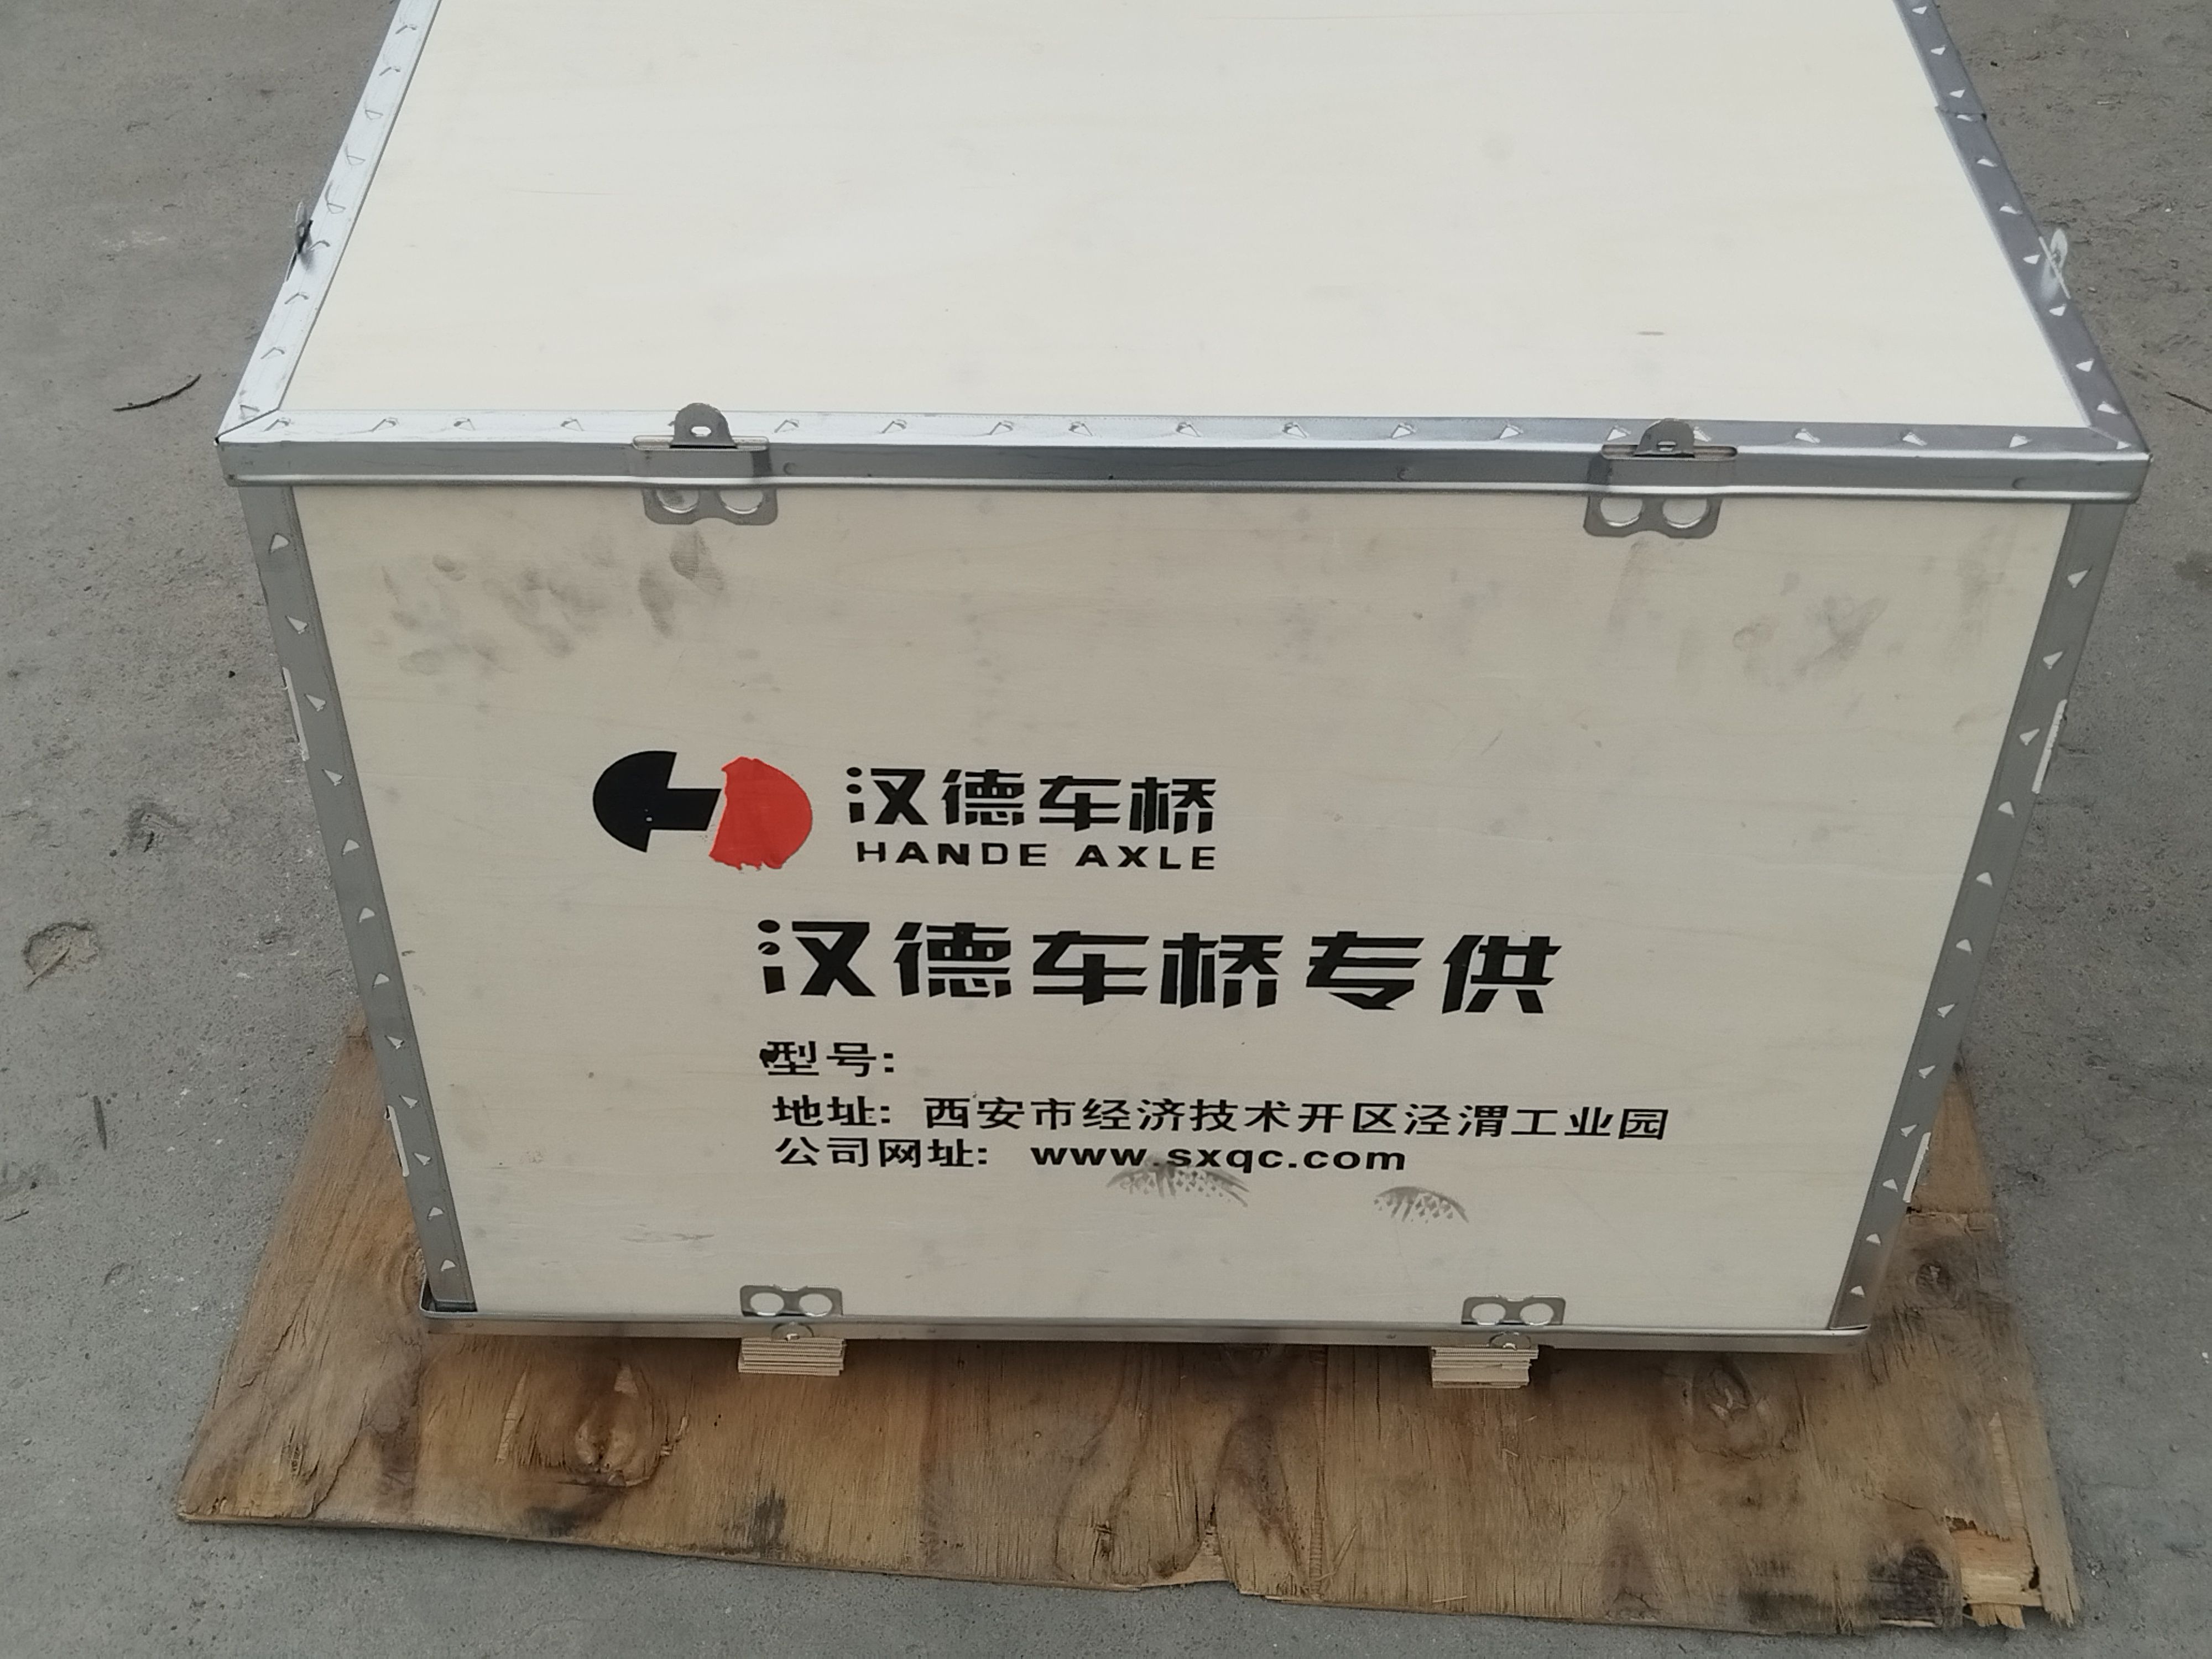 汉德车桥
HANDE AXLE
汉德车桥专供
型号:
地址: 西安市经济技术开区泾渭工业园
公司网址: www.sxqc.com